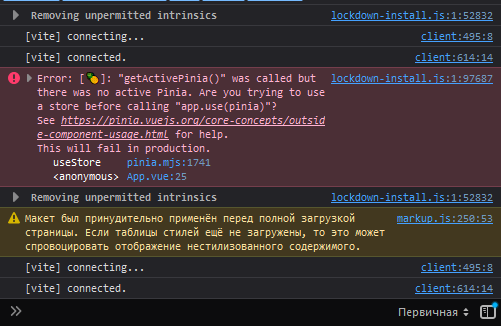 Removing unpermitted intrinsics lockdown-install.js:1:52832
[vite] connecting... client:495:8
[vite] connected. client:614:14
Error: [🍍]: "getActivePinia()" was called but lockdown-install.js:1:97687
there was no active Pinia. Are you trying to
use a store before calling "app.use(pinia)"?
See https://pinia.vuejs.org/core-concepts/outsid
e-component-usage.html for help.
This will fail in production.
useStore pinia.mjs:1741
<anonymous> App.vue:25
Removing unpermitted intrinsics lockdown-install.js:1:52832
Макет был принудительно применён перед полной загрузкой markup.js:250:53
страницы. Если таблицы стилей ещё не загружены, то это может
спровоцировать отображение нестилизованного содержимого.
[vite] connecting... client:495:8
[vite] connected. client:614:14
Первичная